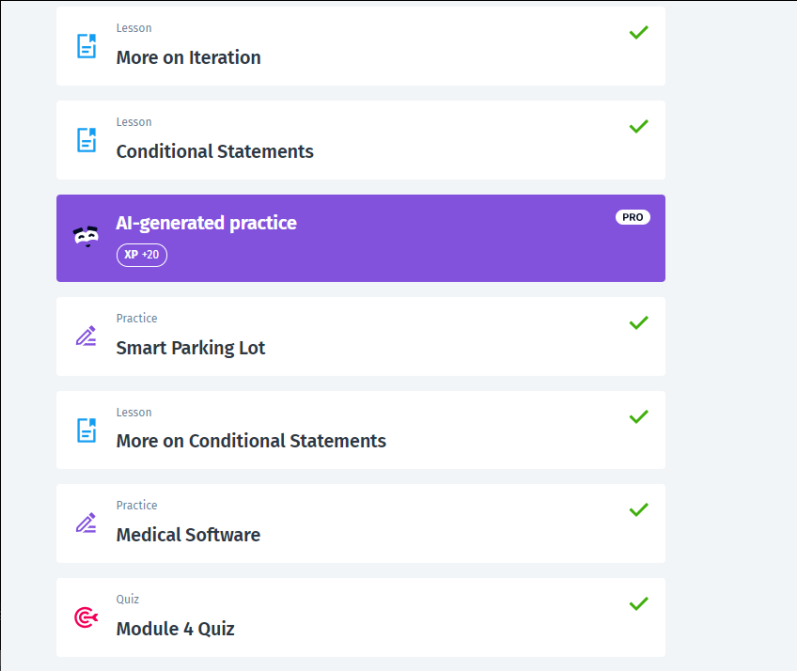 Lesson
More on Iteration
Lesson
Conditional Statements
AI-generated practice
PRO
XP +20
Practice
Smart Parking Lot
Lesson
More on Conditional Statements
Practice
Medical Software
Quiz
Module 4 Quiz